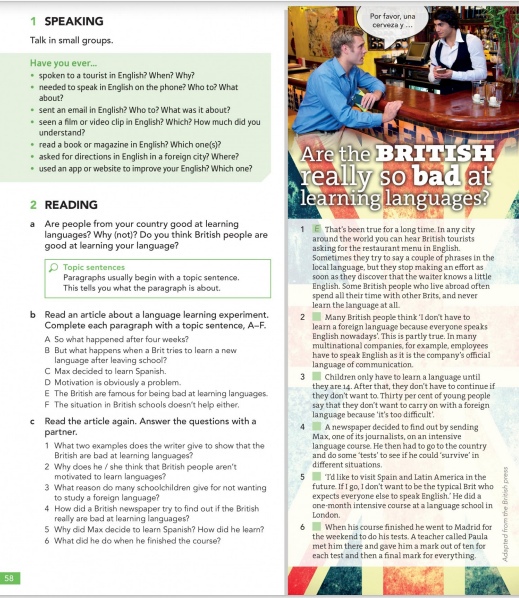 1 SPEAKING
Talk in small groups.
Have you ever...
• spoken to a tourist in English? When? Why?
• needed to speak in English on the phone? Who to? What
about?
• sent an email in English? Who to? What was it about?
• seen a film or video clip in English? Which? How much did you
understand?
• read a book or magazine in English? Which one(s)?
• asked for directions in English in a foreign city? Where?
• used an app or website to improve your English? Which one?
2 READING
a Are people from your country good at learning
languages? Why (not)? Do you think British people are
good at learning your language?
Topic sentences
Paragraphs usually begin with a topic sentence.
This tells you what the paragraph is about.
b Read an article about a language learning experiment.
Complete each paragraph with a topic sentence, A–F.
A So what happened after four weeks?
B But what happens when a Brit tries to learn a new
language after leaving school?
C Max decided to learn Spanish.
D Motivation is obviously a problem.
E The British are famous for being bad at learning languages.
F The situation in British schools doesn't help either.
c Read the article again. Answer the questions with a
partner.
1 What two examples does the writer give to show that the
British are bad at learning languages?
2 Why does he / she think that British people aren't
motivated to learn languages?
3 What reason do many schoolchildren give for not wanting
to study a foreign language?
4 How did a British newspaper try to find out if the British
really are bad at learning languages?
5 Why did Max decide to learn Spanish? How did he learn?
6 What did he do when he finished the course?
58
Por favor, una
cerveza y ...
CERVE
Are the BRITISH
really so bad at
learning languages?
1 E That's been true for a long time. In any city
around the world you can hear British tourists
asking for the restaurant menu in English.
Sometimes they try to say a couple of phrases in the
local language, but they stop making an effort as
soon as they discover that the waiter knows a little
English. Some British people who live abroad often
spend all their time with other Brits, and never
learn the language at all.
2 Many British people think 'I don't have to
learn a foreign language because everyone speaks
English nowadays'. This is partly true. In many
multinational companies, for example, employees
have to speak English as it is the company's official
language of communication.
3 Children only have to learn a language until
they are 14. After that, they don't have to continue if
they don't want to. Thirty per cent of young people
say that they don't want to carry on with a foreign
language because 'it's too difficult'.
4 A newspaper decided to find out by sending
Max, one of its journalists, on an intensive
language course. He then had to go to the country
and do some 'tests' to see if he could 'survive' in
different situations.
5 'I'd like to visit Spain and Latin America in the
future. If I go, I don't want to be the typical Brit who
expects everyone else to speak English.' He did a
one-month intensive course at a language school in
London.
6 When his course finished he went to Madrid for
the weekend to do his tests. A teacher called Paula
met him there and gave him a mark out of ten for
each test and then a final mark for everything.
Adapted from the British press